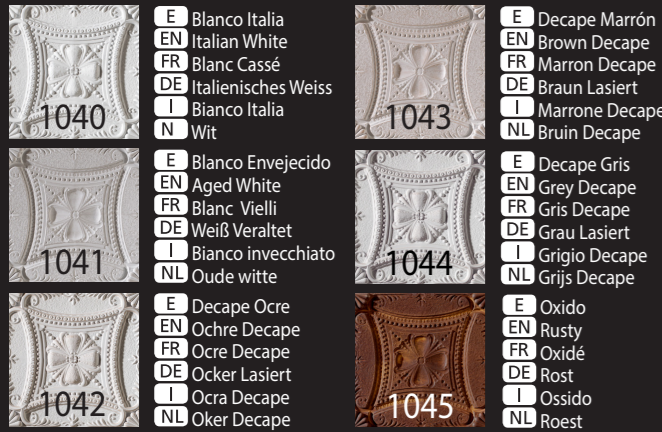 1040
E Blanco Italia
EN Italian White
FR Blanc Cassé
DE Italienisches Weiss
I Bianco Italia
N Wit
1041
E Blanco Envejecido
EN Aged White
FR Blanc Vielli
DE Weiß Veraltet
I Bianco invecchiato
NL Oude witte
1042
E Decape Ocre
EN Ochre Decape
FR Ocre Decape
DE Ocker Lasiert
I Ocra Decape
NL Oker Decape
1043
E Decape Marrón
EN Brown Decape
FR Marron Decape
DE Braun Lasiert
I Marrone Decape
NL Bruin Decape
1044
E Decape Gris
EN Grey Decape
FR Gris Decape
DE Grau Lasiert
I Grigio Decape
NL Grijs Decape
1045
E Oxido
EN Rusty
FR Oxidé
DE Rost
I Ossido
NL Roest